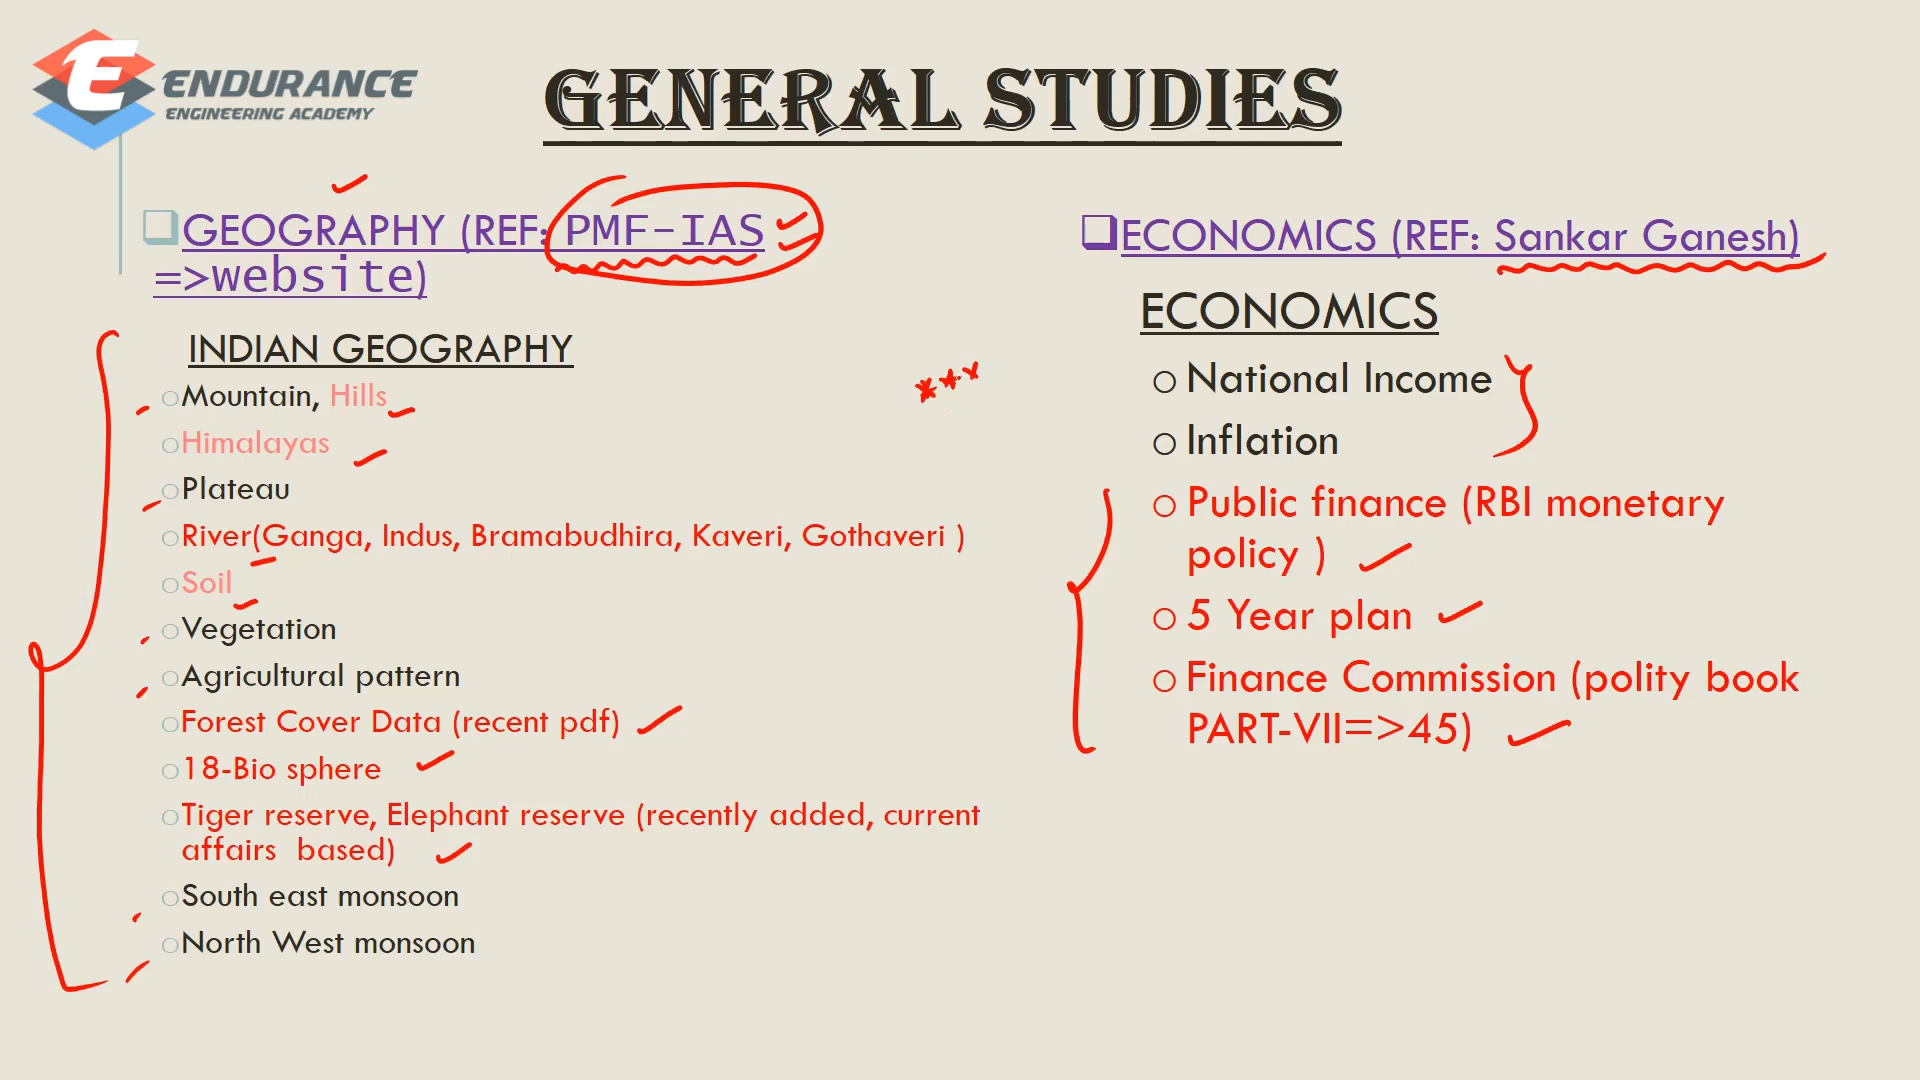 ENDURANCE
ENGINEERING ACADEMY
GENERAL STUDIES
GEOGRAPHY (REF: PMF-IAS
=>website)
INDIAN GEOGRAPHY
Mountain, Hills
Himalayas
Plateau
River(Ganga, Indus, Bramabudhira, Kaveri, Gothaveri )
Soil
Vegetation
Agricultural pattern
Forest Cover Data (recent pdf)
18-Bio sphere
Tiger reserve, Elephant reserve (recently added, current
affairs based)
South east monsoon
North West monsoon
ECONOMICS (REF: Sankar Ganesh)
ECONOMICS
National Income
Inflation
Public finance (RBI monetary
policy )
5 Year plan
Finance Commission (polity book
PART-VII=>45)